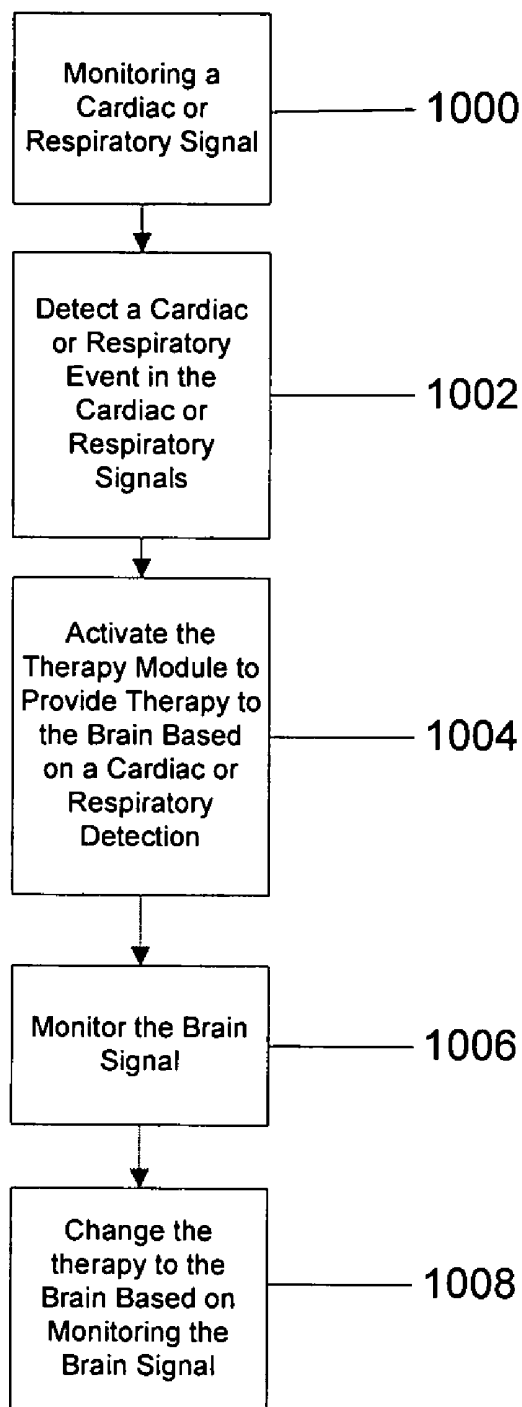 Monitoring a
Cardiac or
Respiratory Signal
1000
Detect a Cardiac
or Respiratory
Event in the
Cardiac or
Respiratory
Signals
1002
Activate the
Therapy Module to
Provide Therapy to
the Brain Based
on a Cardiac or
Respiratory
Detection
1004
Monitor the Brain
Signal
1006
Change the
therapy to the
Brain Based on
Monitoring the
Brain Signal
1008